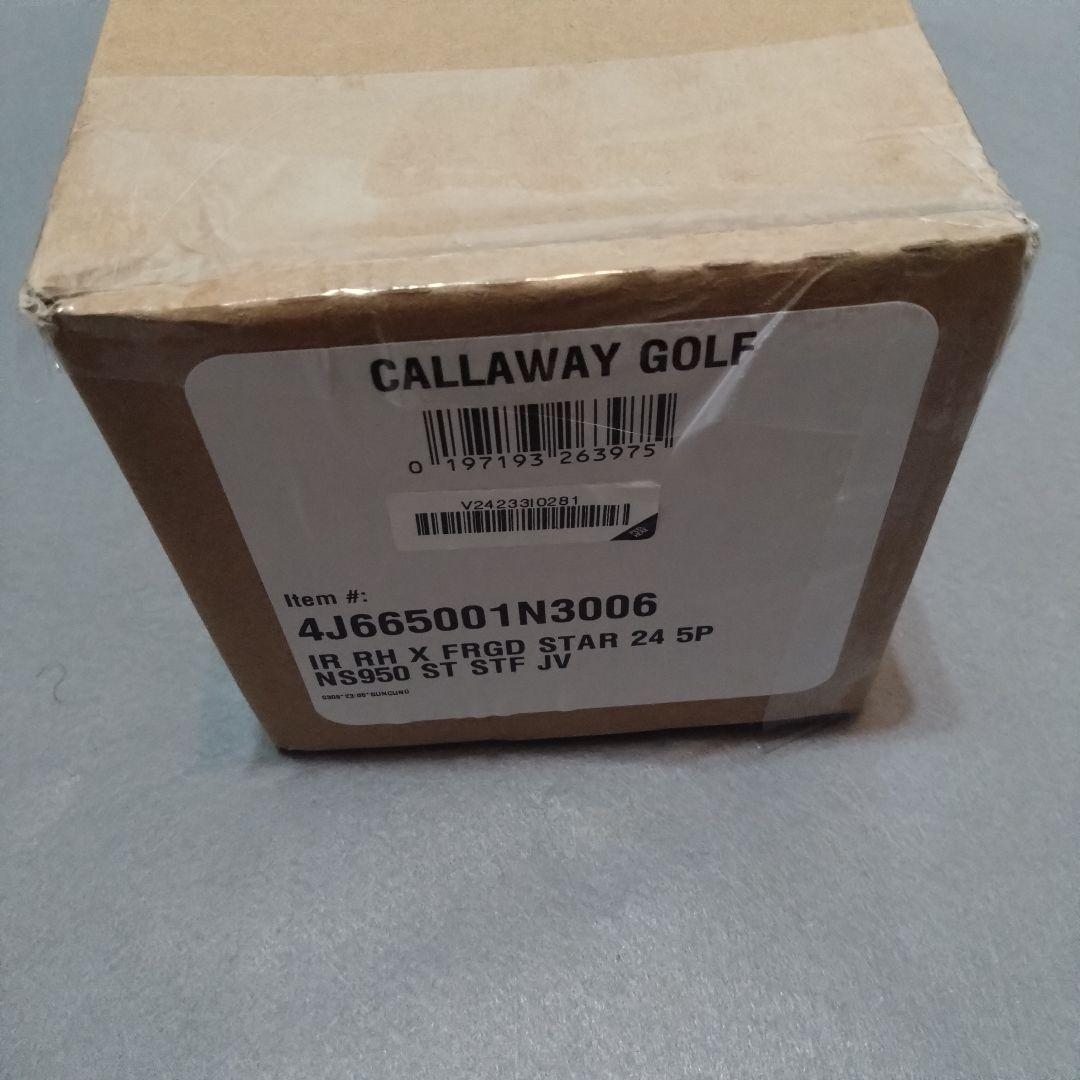 CALLAWAY GOLF
0 197193 263975
V24233I0281
Item #:
4J665001N3006
IR RH X FRGD STAR 24 5P
NS950 ST STF JV